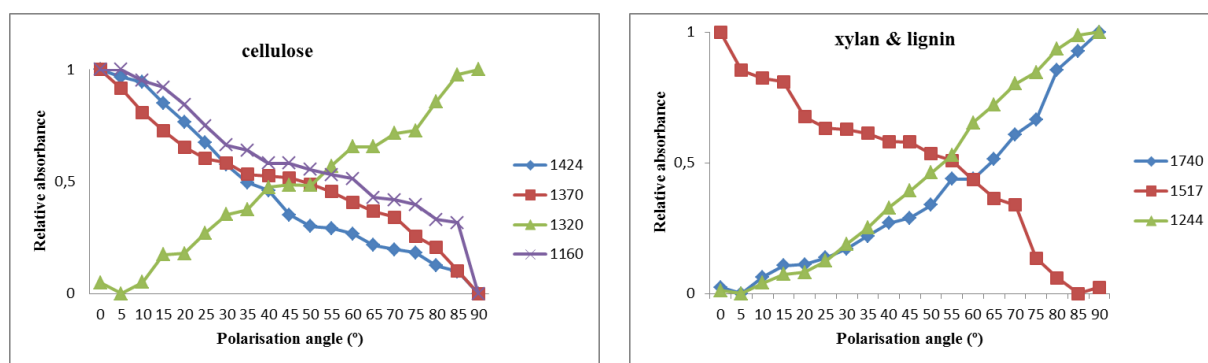 cellulose
Relative absorbance
1
0,5
0
0 5 10 15 20 25 30 35 40 45 50 55 60 65 70 75 80 85 90
Polarisation angle (º)
1424
1370
1320
1160
xylan & lignin
Relative absorbance
1
0,5
0
0 5 10 15 20 25 30 35 40 45 50 55 60 65 70 75 80 85 90
Polarisation angle (º)
1740
1517
1244